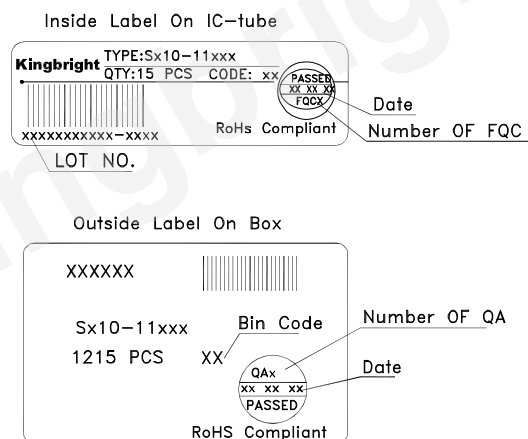 Inside Label On IC-tube
Kingbright
TYPE:Sx10-11xxx
QTY:15 PCS CODE: xx
PASSED
xx xx xx
FQCX
Date
xxxxxxxxxxx-xxxx
RoHs Compliant
Number OF FQC
LOT NO.
Outside Label On Box
XXXXXX
Sx10-11xxx
Bin Code
Number OF QA
1215 PCS
XX
QAx
xx xx xx
Date
PASSED
RoHS Compliant